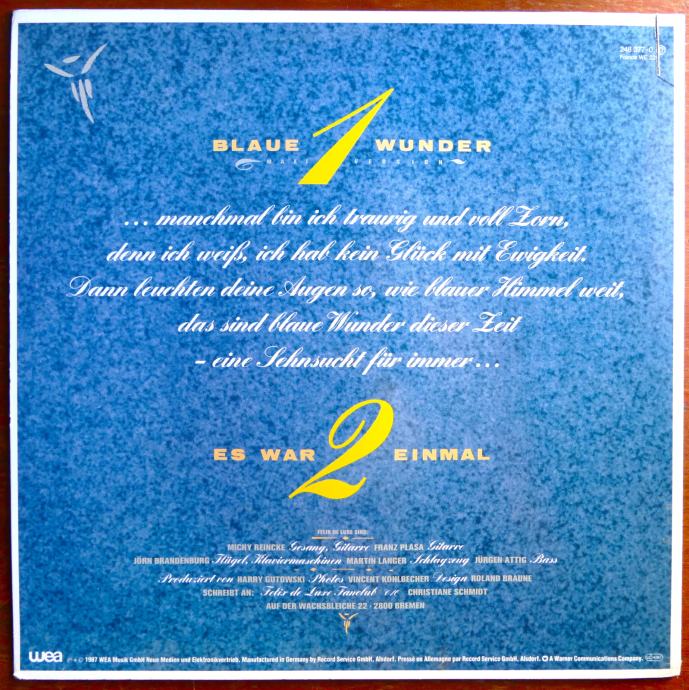 248 377-0
France WE 
BLAUE 1 WUNDER
MAXI VERSION
... manchmal bin ich traurig und voll Zorn,
denn ich weiß, ich hab kein Glück mit Ewigkeit.
Dann leuchten deine Augen so, wie blauer Himmel weit,
das sind blaue Wunder dieser Zeit
– eine Sehnsucht für immer ...
ES WAR 2 EINMAL
FELIX DE LUXE SIND:
MICHY REINCKE Gesang, Gitarre FRANZ PLASA Gitarre
JÖRN BRANDENBURG Flügel, Klaviermaschinen MARTIN LANGER Schlagzeug JÜRGEN ATTIG Bass
Produziert von HARRY GUTOWSKI Photos VINCENT KOHLBECHER Design ROLAND BRAUNE
SCHREIBT AN: Felix de Luxe Fanclub c/o CHRISTIANE SCHMIDT
AUF DER WACHSBLEICHE 22 · 2800 BREMEN
wea ℗ + © 1987 WEA Musik GmbH Neue Medien und Elektronikvertrieb. Manufactured in Germany by Record Service GmbH, Alsdorf. Pressé en Allemagne par Record Service GmbH, Alsdorf. A Warner Communications Company.